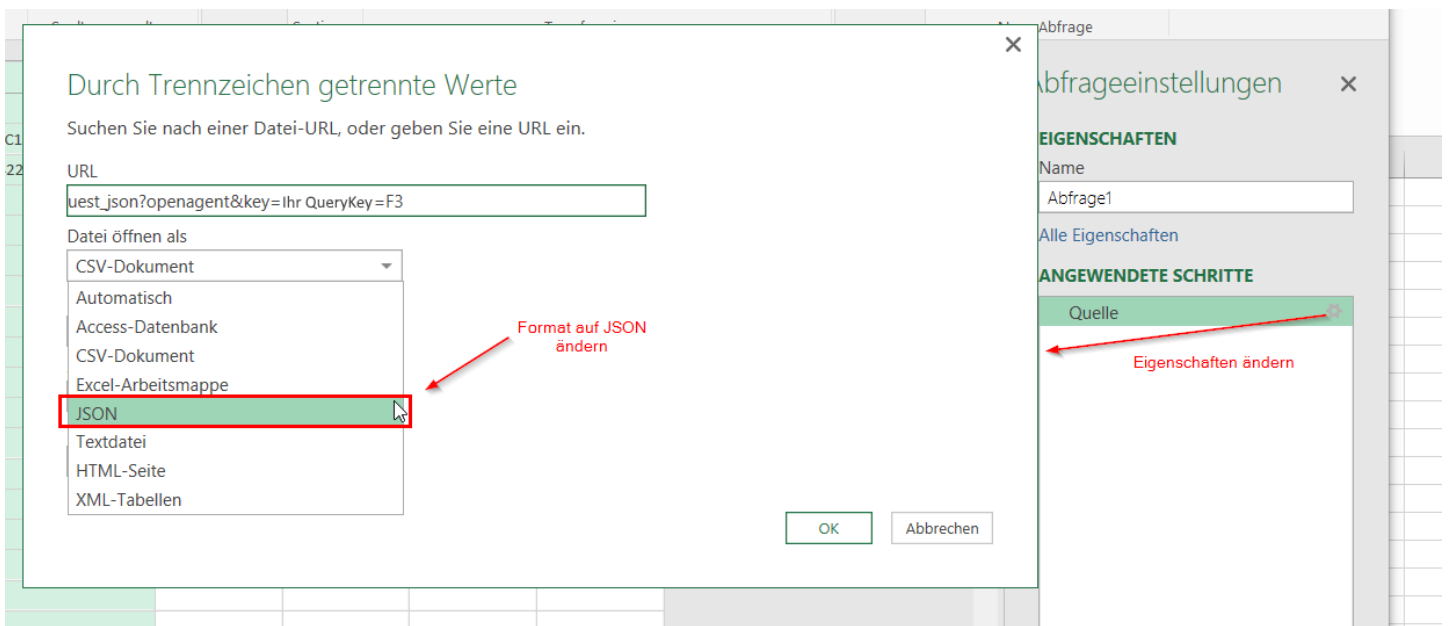 Abfrage
Durch Trennzeichen getrennte Werte
Suchen Sie nach einer Datei-URL, oder geben Sie eine URL ein.
URL
uest_json?openagent&key=Ihr QueryKey=F3
Datei öffnen als
CSV-Dokument
Automatisch
Access-Datenbank
CSV-Dokument
Excel-Arbeitsmappe
JSON
Textdatei
HTML-Seite
XML-Tabellen
Format auf JSON
ändern
OK
Abbrechen
C1
22
Abfrageeinstellungen
EIGENSCHAFTEN
Name
Abfrage1
Alle Eigenschaften
ANGEWENDETE SCHRITTE
Quelle
Eigenschaften ändern